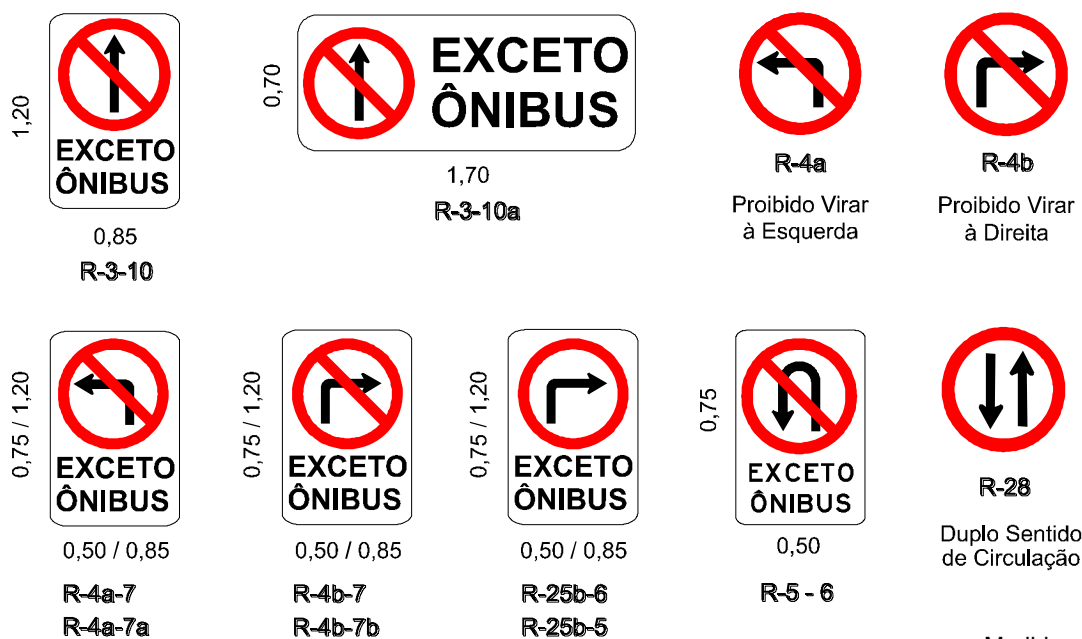 1,20
EXCETO
ÔNIBUS
0,85
R-3-10
0,70
EXCETO
ÔNIBUS
1,70
R-3-10a
R-4a
Proibido Virar
à Esquerda
R-4b
Proibido Virar
à Direita
0,75 / 1,20
EXCETO
ÔNIBUS
0,50 / 0,85
R-4a-7
R-4a-7a
0,75 / 1,20
EXCETO
ÔNIBUS
0,50 / 0,85
R-4b-7
R-4b-7b
0,75 / 1,20
EXCETO
ÔNIBUS
0,50 / 0,85
R-25b-6
R-25b-5
0,75
EXCETO
ÔNIBUS
0,50
R-5 - 6
R-28
Duplo Sentido
de Circulação